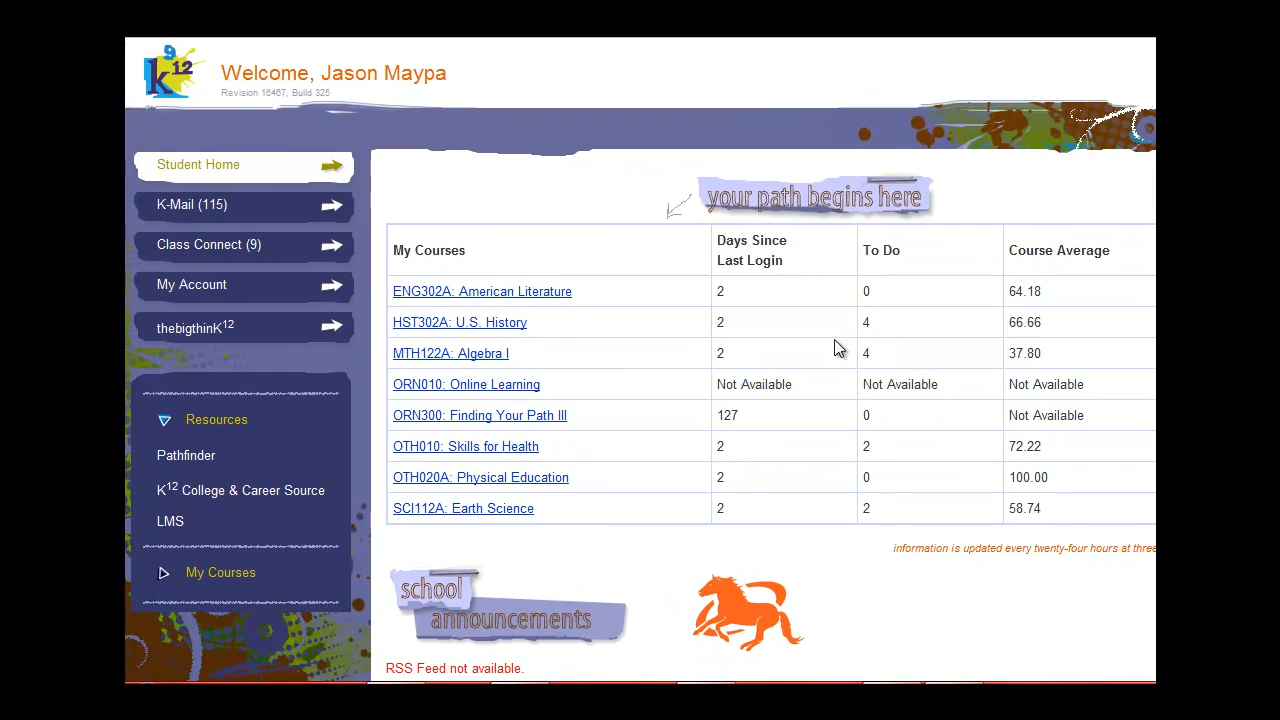 k12 9
Welcome, Jason Maypa
Revision 16467, Build 325
Student Home
K-Mail (115)
Class Connect (9)
My Account
thebigthinK12
Resources
Pathfinder
K12 College & Career Source
LMS
My Courses
your path begins here
My Courses Days Since Last Login To Do Course Average
ENG302A: American Literature 2 0 64.18
HST302A: U.S. History 2 4 66.66
MTH122A: Algebra I 2 4 37.80
ORN010: Online Learning Not Available Not Available Not Available
ORN300: Finding Your Path III 127 0 Not Available
OTH010: Skills for Health 2 2 72.22
OTH020A: Physical Education 2 0 100.00
SCI112A: Earth Science 2 2 58.74
information is updated every twenty-four hours at three
school
announcements
RSS Feed not available.